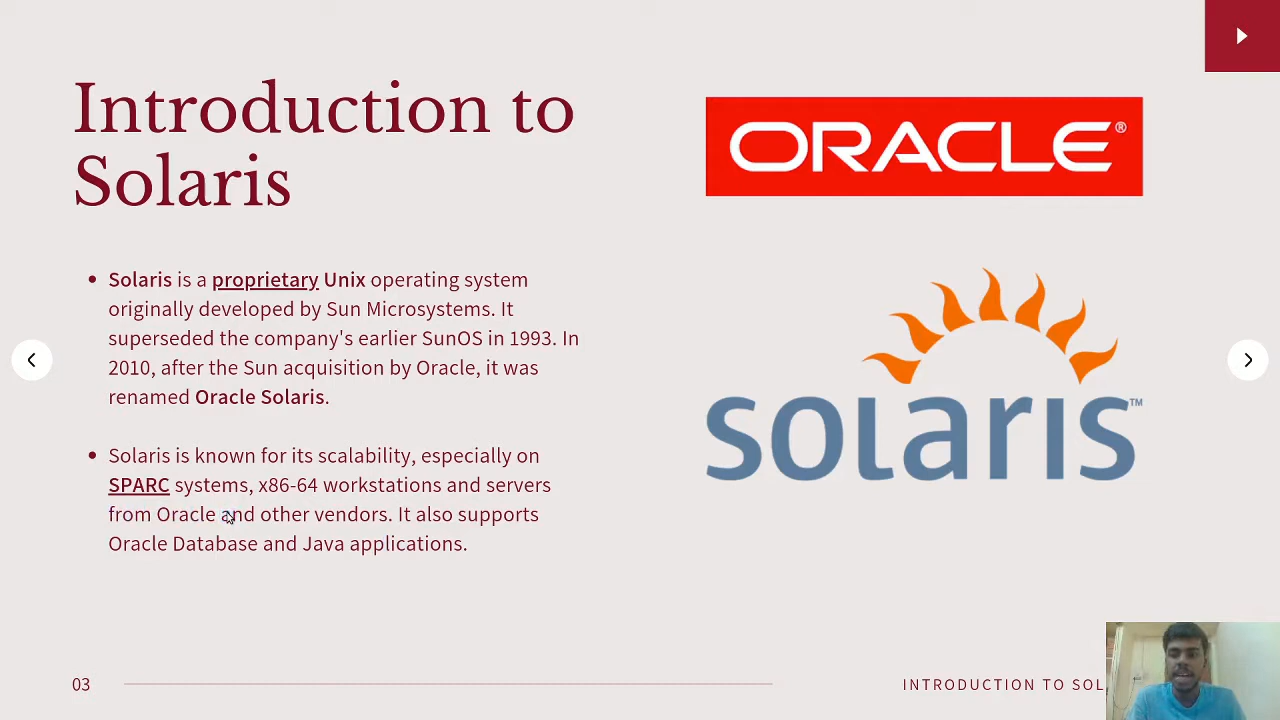 Introduction to
Solaris
ORACLE®
Solaris is a proprietary Unix operating system
originally developed by Sun Microsystems. It
superseded the company's earlier SunOS in 1993. In
2010, after the Sun acquisition by Oracle, it was
renamed Oracle Solaris.
solaris™
Solaris is known for its scalability, especially on
SPARC systems, x86-64 workstations and servers
from Oracle and other vendors. It also supports
Oracle Database and Java applications.
03
INTRODUCTION TO SOL